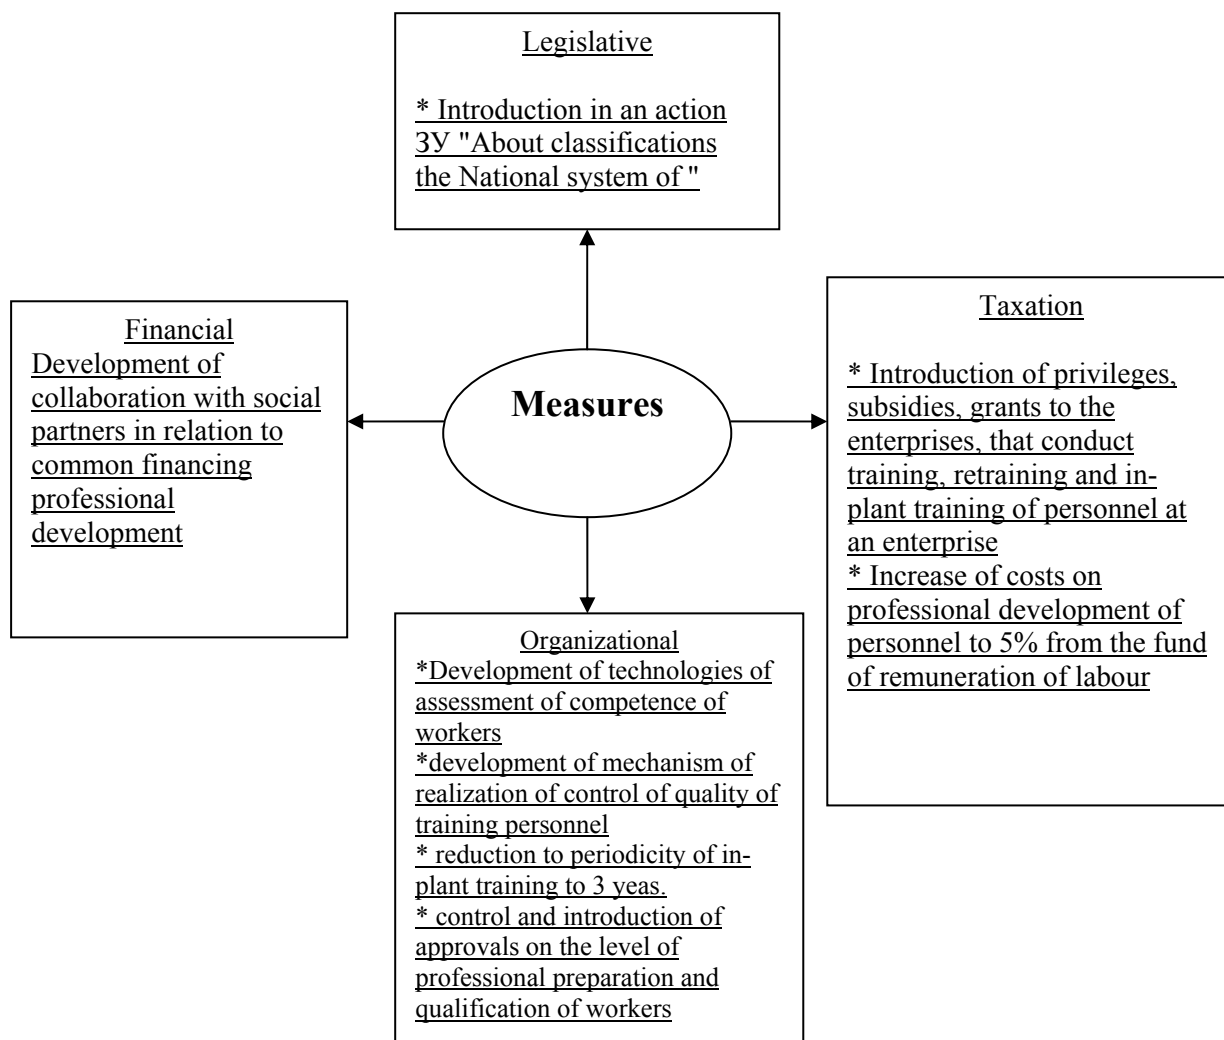 Legislative
* Introduction in an action
ЗУ "About classifications
the National system of "
Financial
Development of
collaboration with social
partners in relation to
common financing
professional
development
Measures
Taxation
* Introduction of privileges,
subsidies, grants to the
enterprises, that conduct
training, retraining and in-
plant training of personnel at
an enterprise
* Increase of costs on
professional development of
personnel to 5% from the fund
of remuneration of labour
Organizational
*Development of technologies of
assessment of competence of
workers
*development of mechanism of
realization of control of quality of
training personnel
* reduction to periodicity of in-
plant training to 3 yeas.
* control and introduction of
approvals on the level of
professional preparation and
qualification of workers